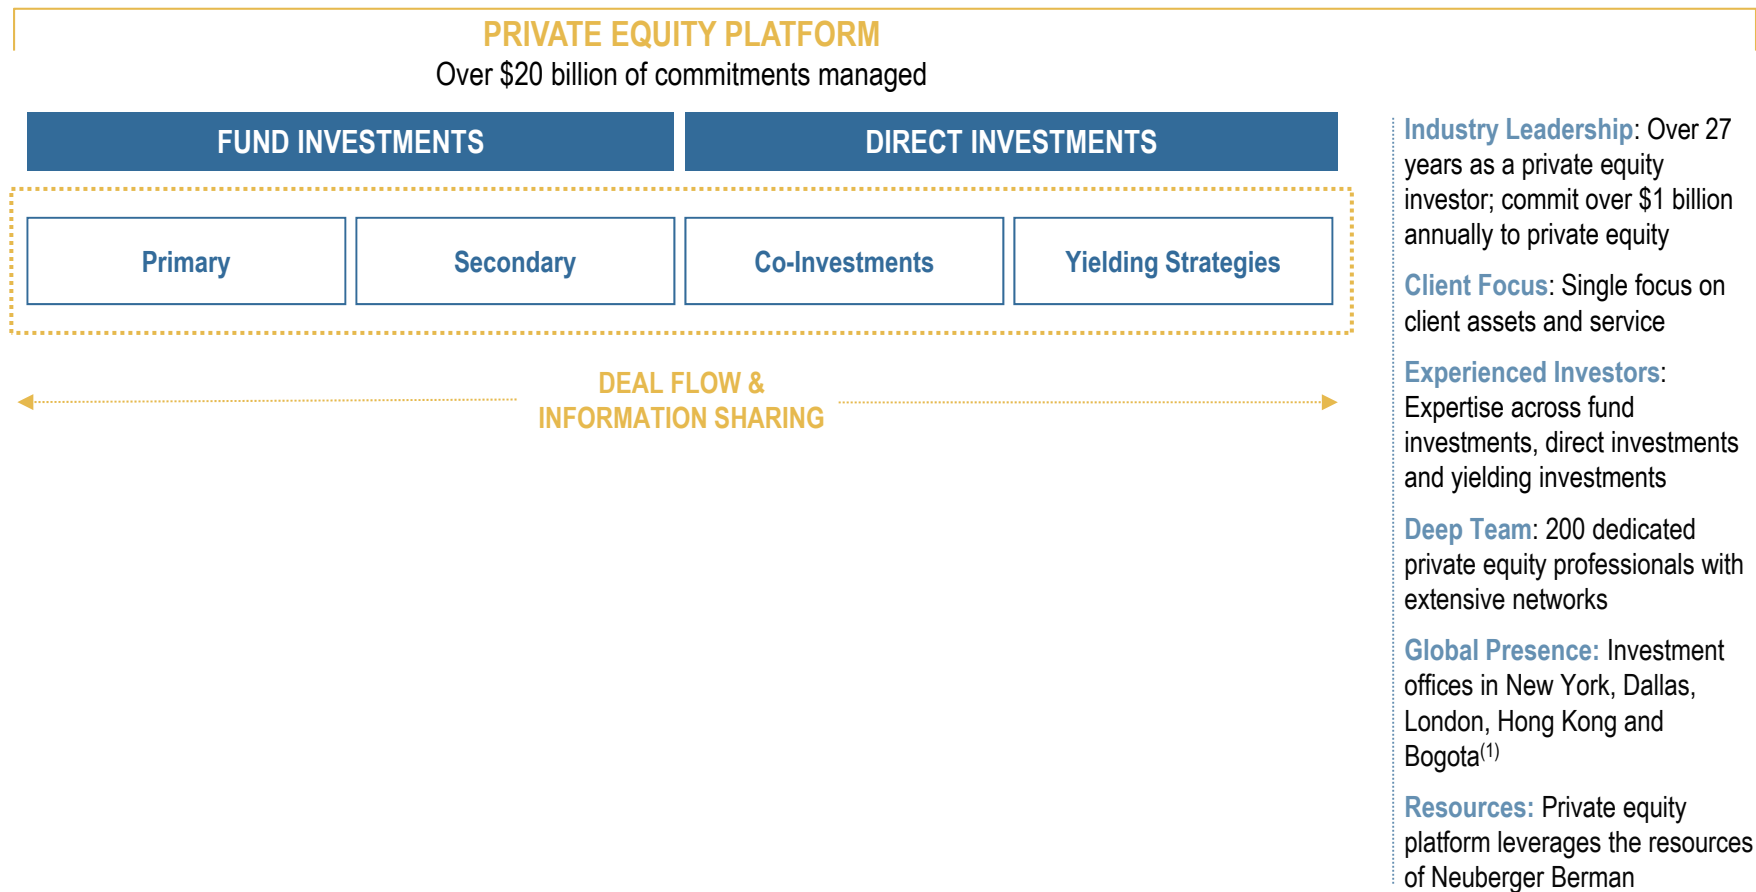 PRIVATE EQUITY PLATFORM
Over $20 billion of commitments managed
FUND INVESTMENTS
DIRECT INVESTMENTS
Primary
Secondary
Co-Investments
Yielding Strategies
DEAL FLOW &
INFORMATION SHARING
Industry Leadership: Over 27
years as a private equity
investor; commit over $1 billion
annually to private equity
Client Focus: Single focus on
client assets and service
Experienced Investors:
Expertise across fund
investments, direct investments
and yielding investments
Deep Team: 200 dedicated
private equity professionals with
extensive networks
Global Presence: Investment
offices in New York, Dallas,
London, Hong Kong and
Bogota(1)
Resources: Private equity
platform leverages the resources
of Neuberger Berman